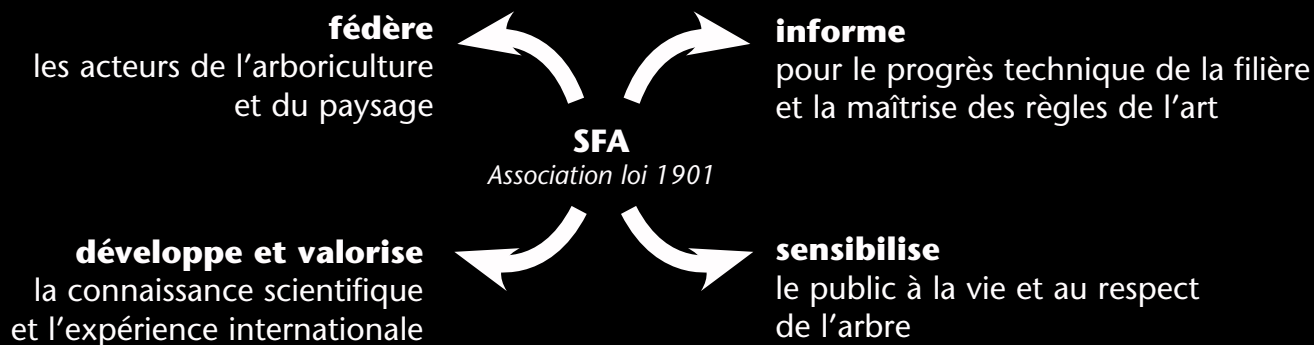 fédère
les acteurs de l’arboriculture
et du paysage
informe
pour le progrès technique de la filière
et la maîtrise des règles de l’art
SFA
Association loi 1901
développe et valorise
la connaissance scientifique
et l’expérience internationale
sensibilise
le public à la vie et au respect
de l’arbre